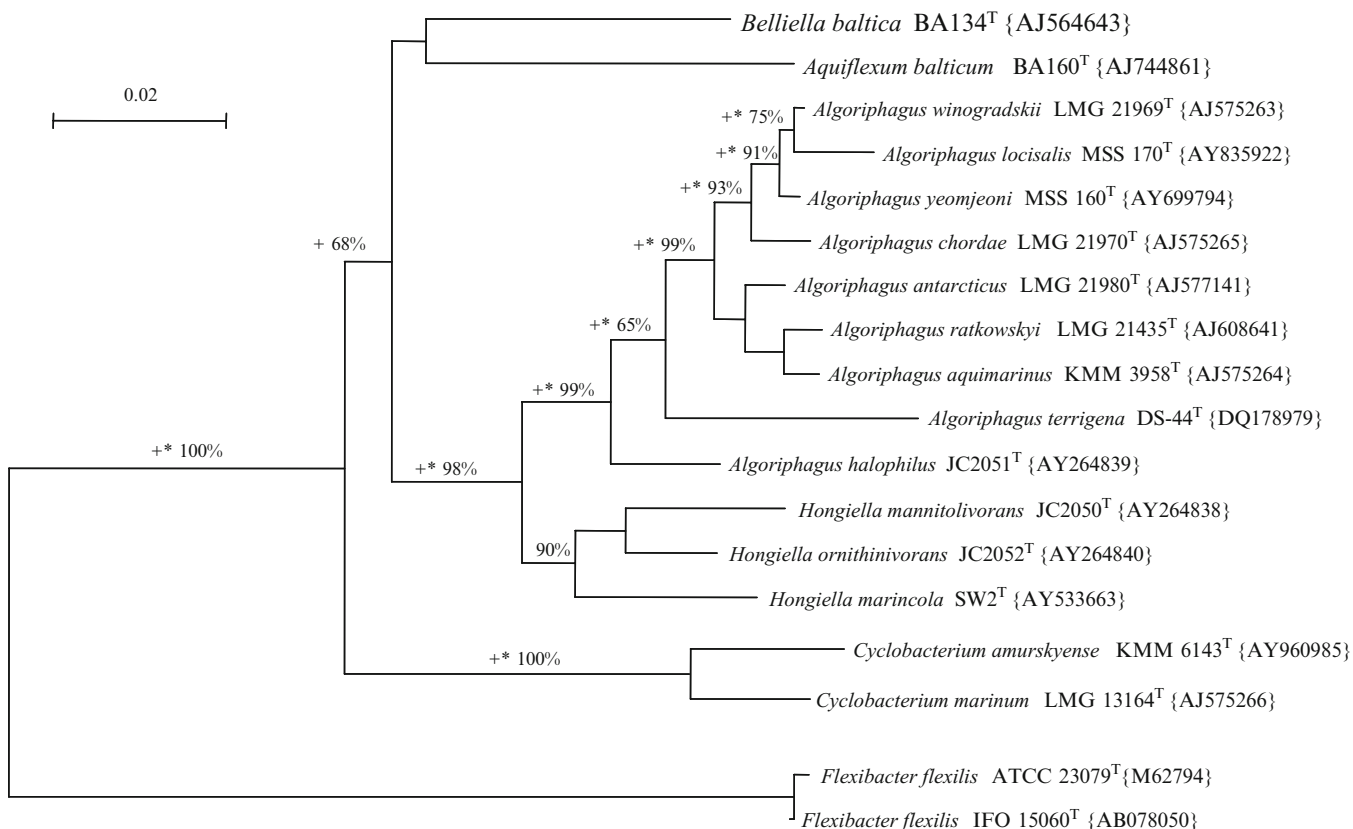 Belliella baltica BA134ᵀ {AJ564643}
Aquiflexum balticum BA160ᵀ {AJ744861}
0.02
+* 75% Algoriphagus winogradskii LMG 21969ᵀ {AJ575263}
+* 91% Algoriphagus locisalis MSS 170ᵀ {AY835922}
+* 93% Algoriphagus yeomjeoni MSS 160ᵀ {AY699794}
+ 68% +* 99% Algoriphagus chordae LMG 21970ᵀ {AJ575265}
Algoriphagus antarcticus LMG 21980ᵀ {AJ577141}
+* 65% Algoriphagus ratkowskyi LMG 21435ᵀ {AJ608641}
Algoriphagus aquimarinus KMM 3958ᵀ {AJ575264}
+* 99%
Algoriphagus terrigena DS-44ᵀ {DQ178979}
+* 100%
+* 98% Algoriphagus halophilus JC2051ᵀ {AY264839}
Hongiella mannitolivorans JC2050ᵀ {AY264838}
90% Hongiella ornithinivorans JC2052ᵀ {AY264840}
Hongiella marincola SW2ᵀ {AY533663}
+* 100% Cyclobacterium amurskyense KMM 6143ᵀ {AY960985}
Cyclobacterium marinum LMG 13164ᵀ {AJ575266}
Flexibacter flexilis ATCC 23079ᵀ{M62794}
Flexibacter flexilis IFO 15060ᵀ {AB078050}